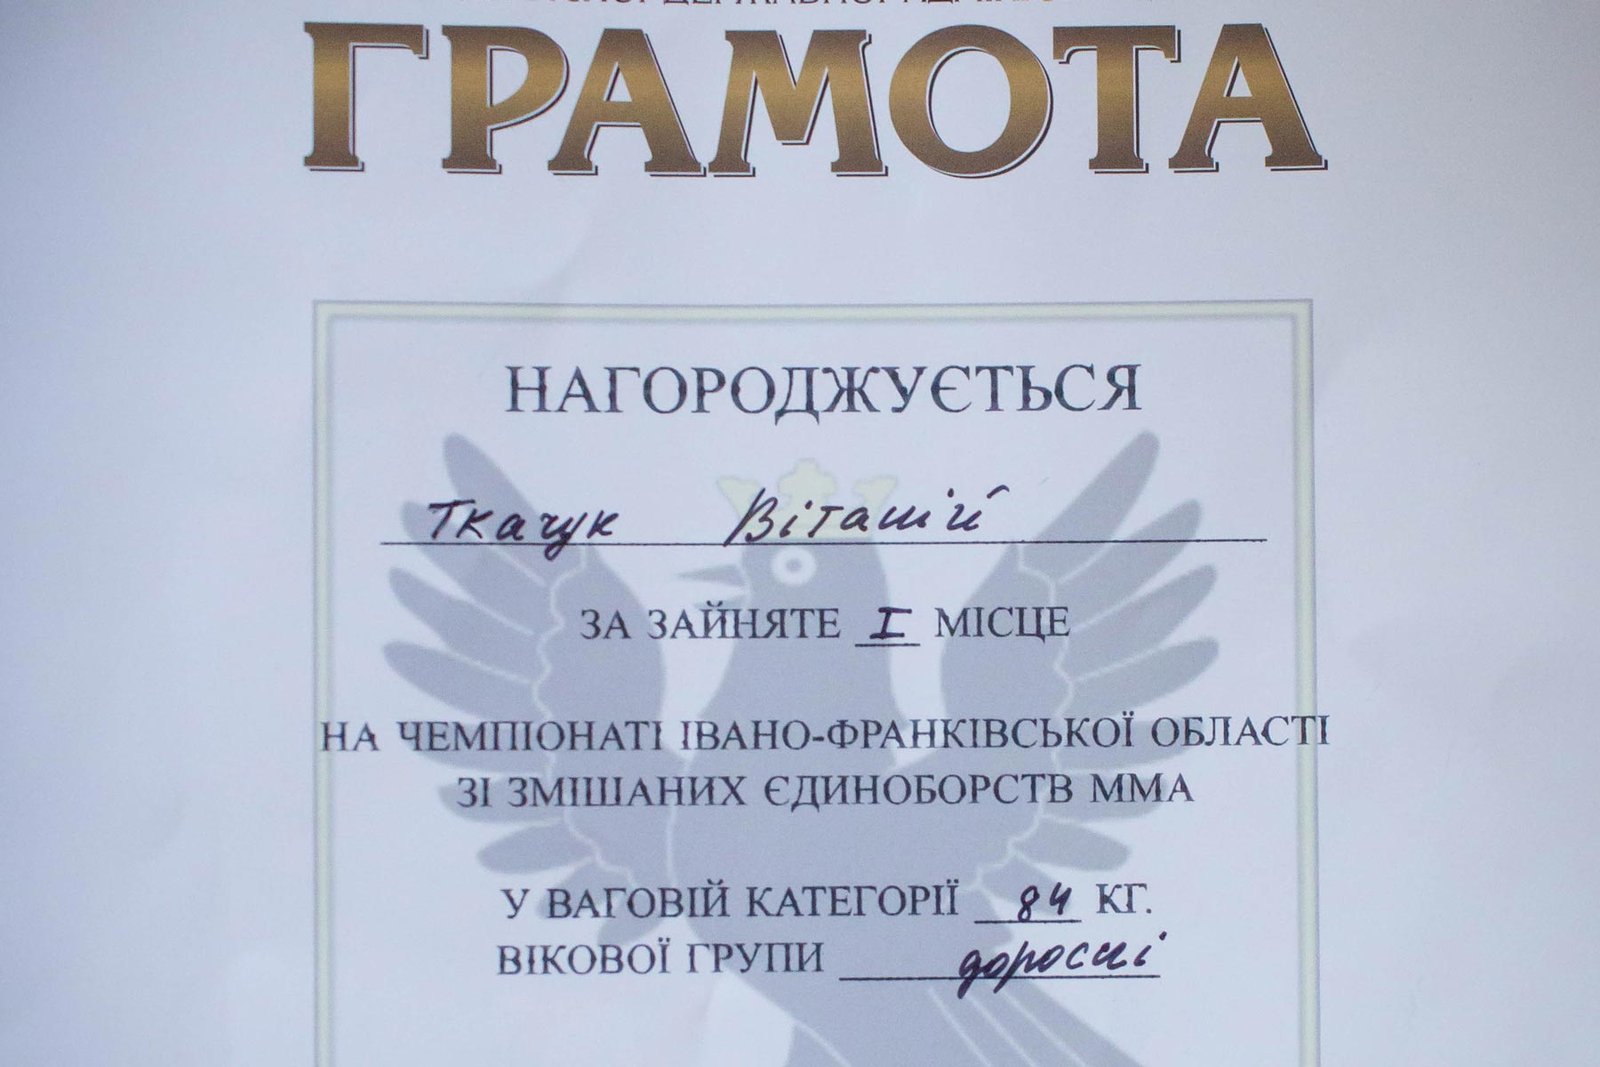 ГРАМОТА
НАГОРОДЖУЄТЬСЯ
Ткачук Віталій
ЗА ЗАЙНЯТЕ I МІСЦЕ
НА ЧЕМПІОНАТІ ІВАНО-ФРАНКІВСЬКОЇ ОБЛАСТІ
ЗІ ЗМІШАНИХ ЄДИНОБОРСТВ ММА
У ВАГОВІЙ КАТЕГОРІЇ 84 КГ.
ВІКОВОЇ ГРУПИ дорослі